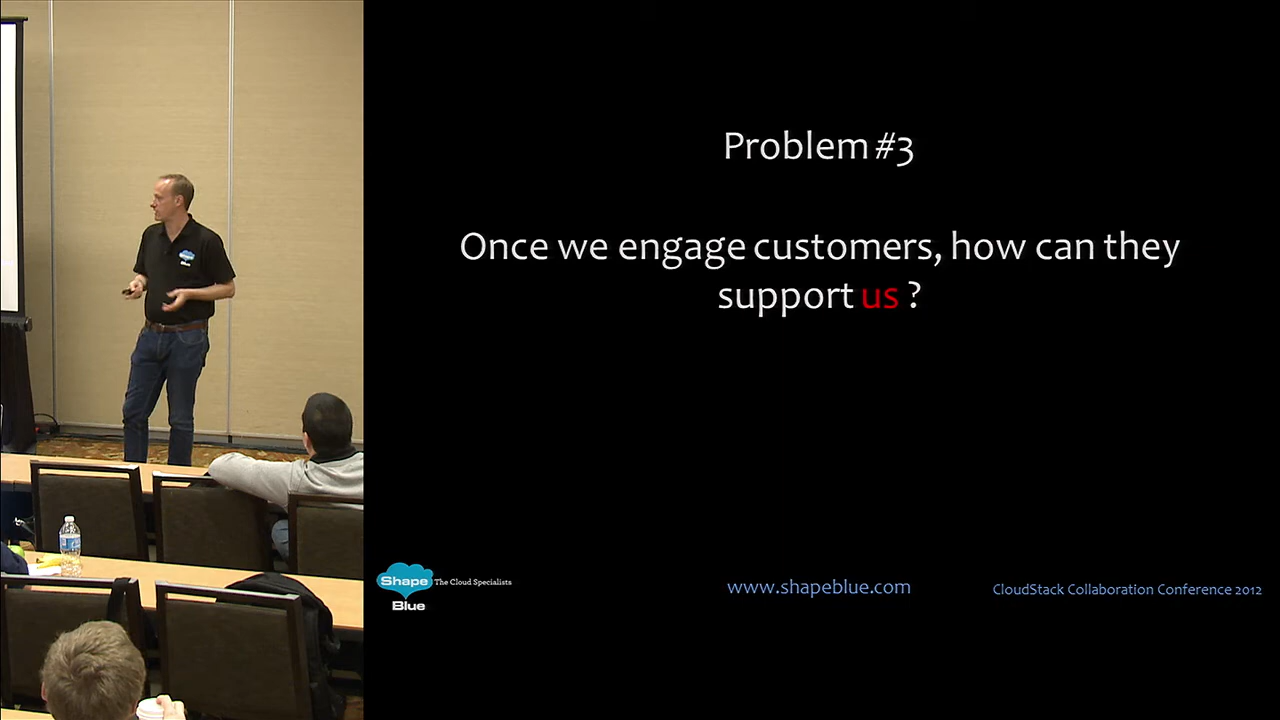 Problem #3
Once we engage customers, how can they
support us ?
Shape
Blue
The Cloud Specialists
www.shapeblue.com
CloudStack Collaboration Conference 2012